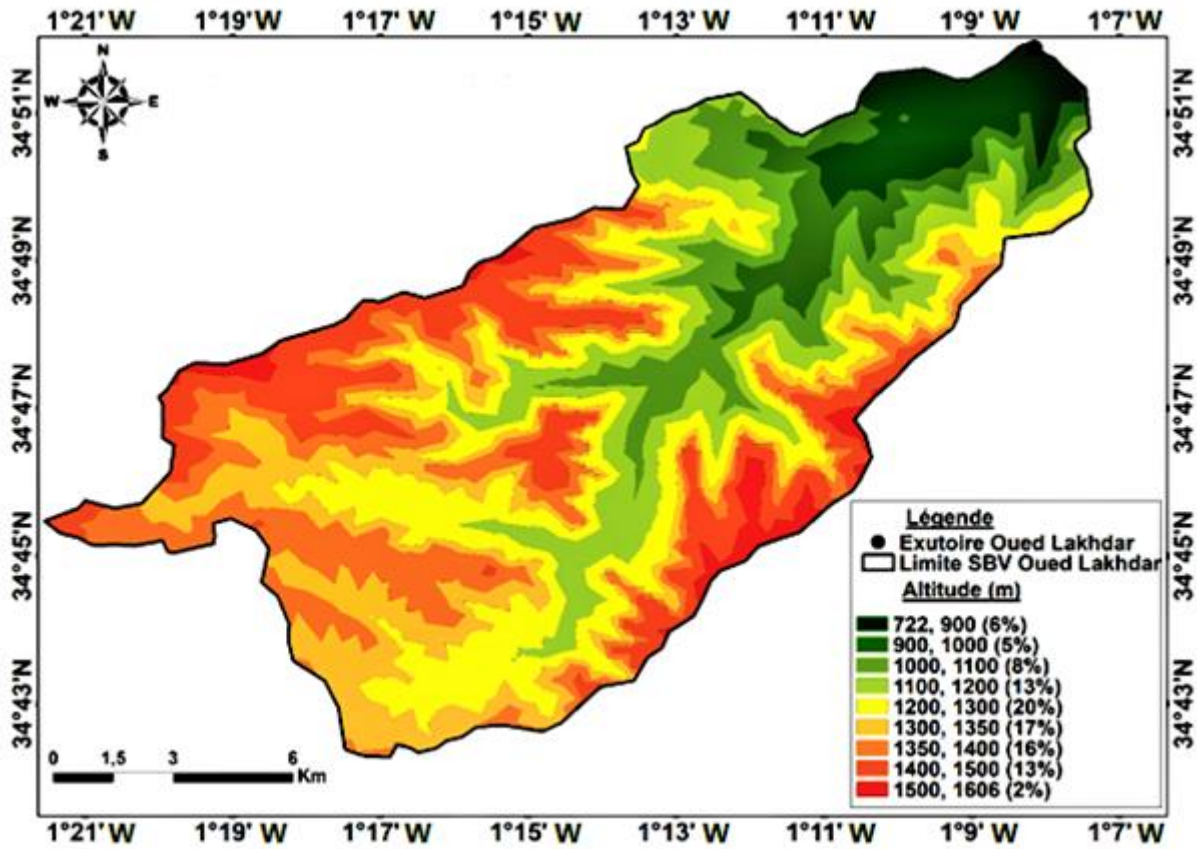 1°21'W 1°19'W 1°17'W 1°15'W 1°13'W 1°11'W 1°9'W 1°7'W
N
W E
S
34°51'N 34°51'N
34°49'N 34°49'N
34°47'N 34°47'N
34°45'N 34°45'N
34°43'N 34°43'N
Légende
Exutoire Oued Lakhdar
Limite SBV Oued Lakhdar
Altitude (m)
722, 900 (6%)
900, 1000 (5%)
1000, 1100 (8%)
1100, 1200 (13%)
1200, 1300 (20%)
1300, 1350 (17%)
1350, 1400 (16%)
1400, 1500 (13%)
1500, 1606 (2%)
0 1,5 3 6
Km
1°21'W 1°19'W 1°17'W 1°15'W 1°13'W 1°11'W 1°9'W 1°7'W